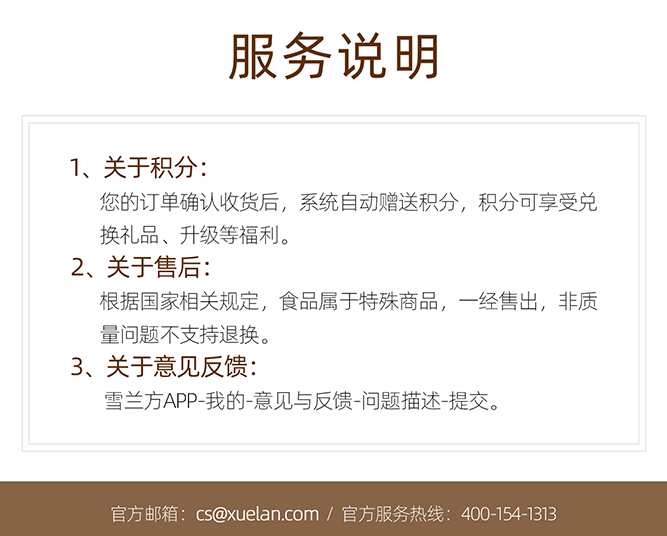 服务说明
1、关于积分：
您的订单确认收货后，系统自动赠送积分，积分可享受兑
换礼品、升级等福利。
2、关于售后：
根据国家相关规定，食品属于特殊商品，一经售出，非质
量问题不支持退换。
3、关于意见反馈：
雪兰方APP-我的-意见与反馈-问题描述-提交。
官方邮箱：cs@xuelan.com / 官方服务热线：400-154-1313